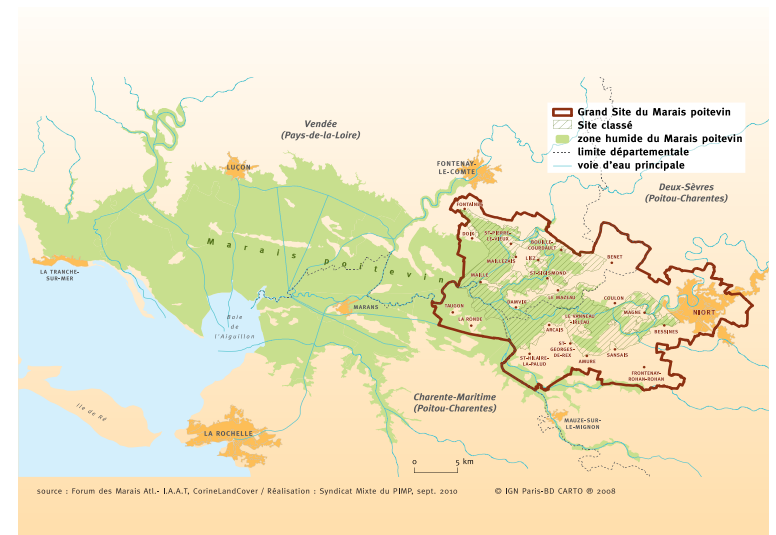 Vendée
(Pays-de-la-Loire)
Grand Site du Marais poitevin
Site classé
zone humide du Marais poitevin
limite départementale
voie d'eau principale
LUÇON
FONTENAY-
LE-COMTE
Deux-Sèvres
(Poitou-Charentes)
FONTAINES
DOIX
ST-PIERRE-
LE-VIEUX
BOUILLE-
COURDAULT
Marais poitevin
MAILLEZAIS
LIEZ
BENET
LA TRANCHE-
SUR-MER
MAILLE
ST-SIGISMOND
LE MAZEAU
TAUGON
DAMVIX
COULON
MARANS
MAGNE
NIORT
Baie
de
l'Aiguillon
LA RONDE
LE VANNEAU
-IRLEAU
ARCAIS
BESSINES
ST-
GEORGES-
DE-REX
ST-HILAIRE-
LA-PALUD
AMURE
SANSAIS
FRONTENAY-
ROHAN-ROHAN
Charente-Maritime
(Poitou-Charentes)
Ile de Ré
LA ROCHELLE
MAUZE-SUR-
LE-MIGNON
0 5 km
source : Forum des Marais Atl.- I.A.A.T, CorineLandCover / Réalisation : Syndicat Mixte du PIMP, sept. 2010 © IGN Paris-BD CARTO ® 2008